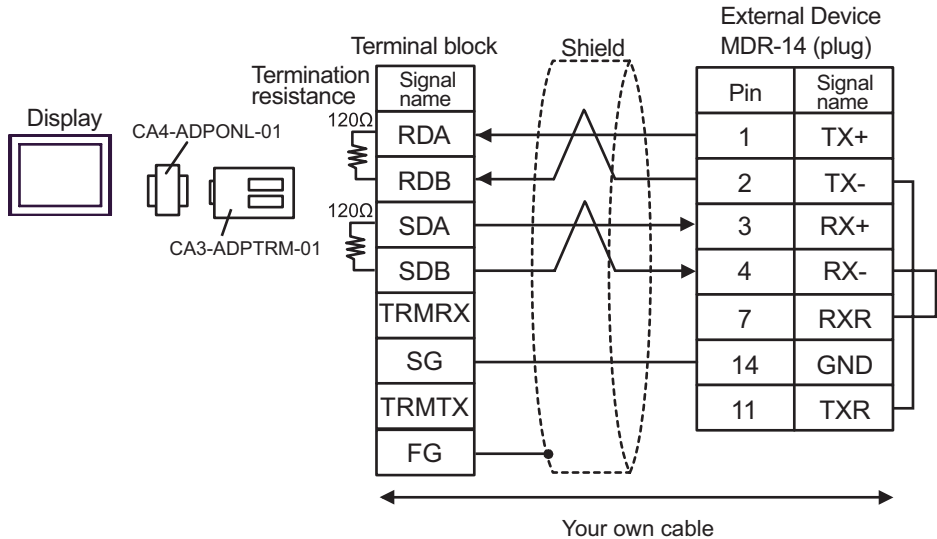 External Device
MDR-14 (plug)
Terminal block
Shield
Termination
resistance
Signal
name
Pin
Signal
name
Display
CA4-ADPONL-01
CA3-ADPTRM-01
120Ω
RDA
1
TX+
RDB
2
TX-
120Ω
SDA
3
RX+
SDB
4
RX-
TRMRX
7
RXR
SG
14
GND
TRMTX
11
TXR
FG
Your own cable